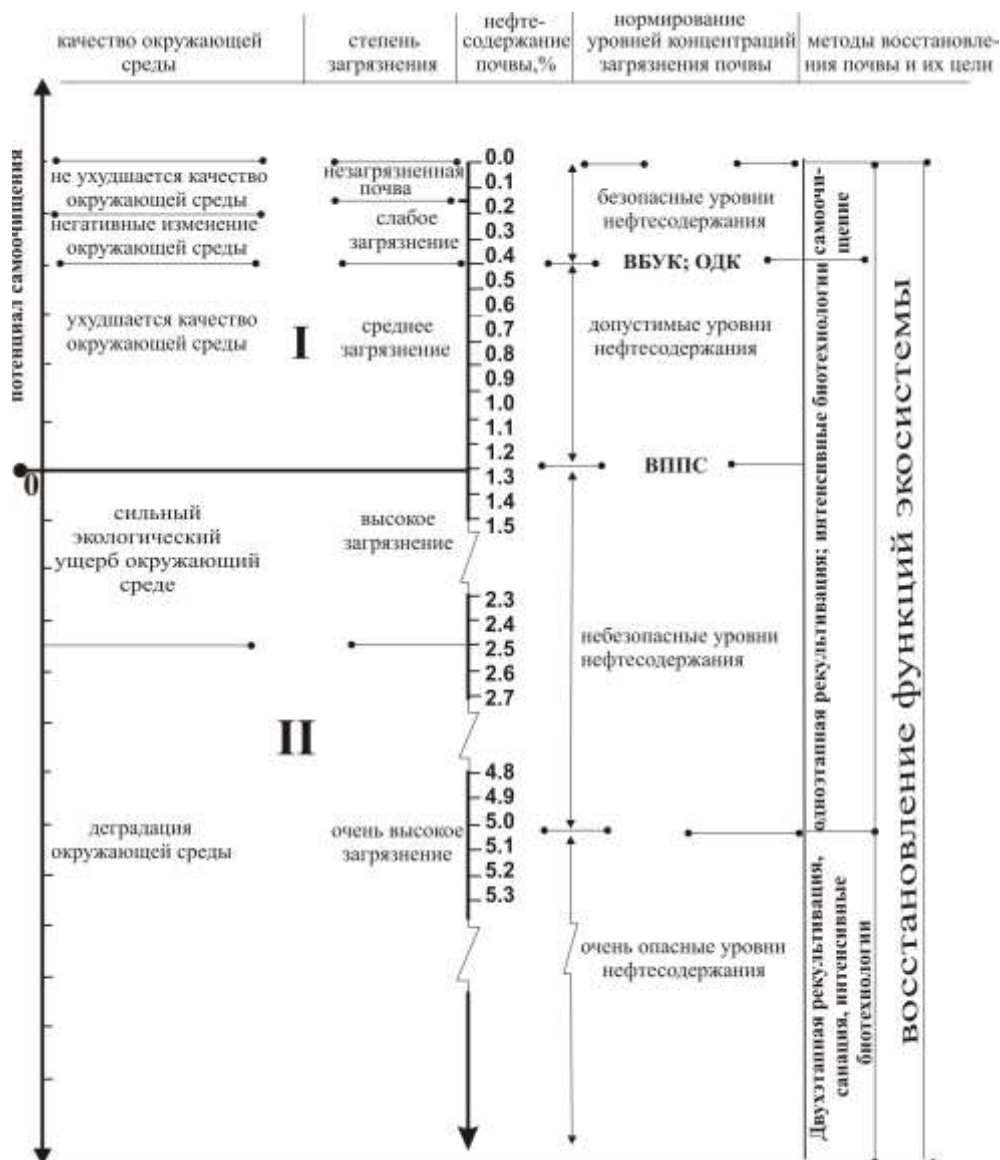 качество окружающей
среды
степень
загрязнения
нефте-
содержание
почвы,%
нормирование
уровней концентраций
загрязнения почвы
методы восстановле-
ния почвы и их цели
потенциал самоочищения
0
не ухудшается качество
окружающей среды
негативные изменение
окружающей среды
ухудшается качество
окружающей среды
I
сильный
экологический
ущерб окружающий
среде
II
деградация
окружающей среды
незагрязненная
почва
слабое
загрязнение
среднее
загрязнение
высокое
загрязнение
очень высокое
загрязнение
0.0
0.1
0.2
0.3
0.4
0.5
0.6
0.7
0.8
0.9
1.0
1.1
1.2
1.3
1.4
1.5
2.3
2.4
2.5
2.6
2.7
4.8
4.9
5.0
5.1
5.2
5.3
безопасные уровни
нефтесодержания
ВБУК; ОДК
допустимые уровни
нефтесодержания
ВППС
небезопасные уровни
нефтесодержания
очень опасные уровни
нефтесодержания
самоочи-
щение
одноэтапная рекультивация; интенсивные биотехнологии
Двухэтапная рекультивация,
санация, интенсивные
биотехнологии
восстановление функций экосистемы